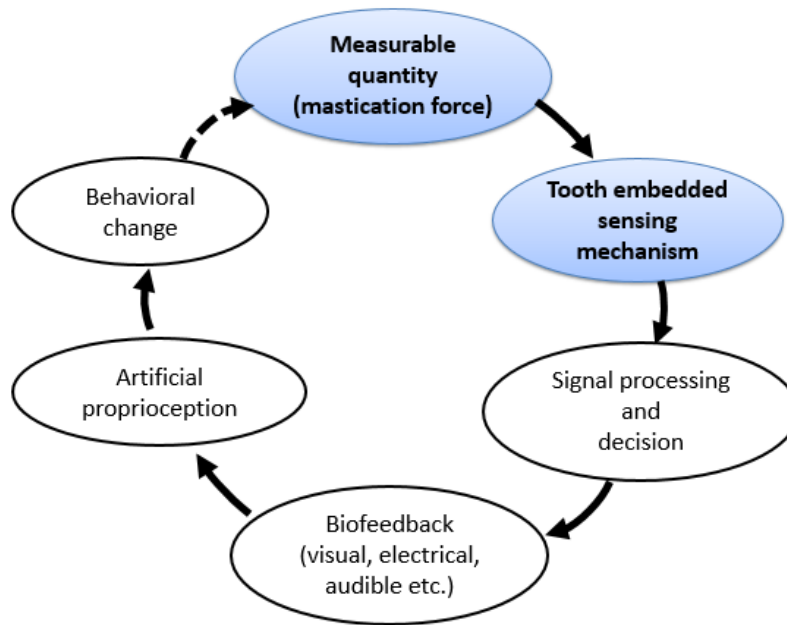 Measurable
quantity
(mastication force)
Tooth embedded
sensing
mechanism
Signal processing
and
decision
Biofeedback
(visual, electrical,
audible etc.)
Artificial
proprioception
Behavioral
change